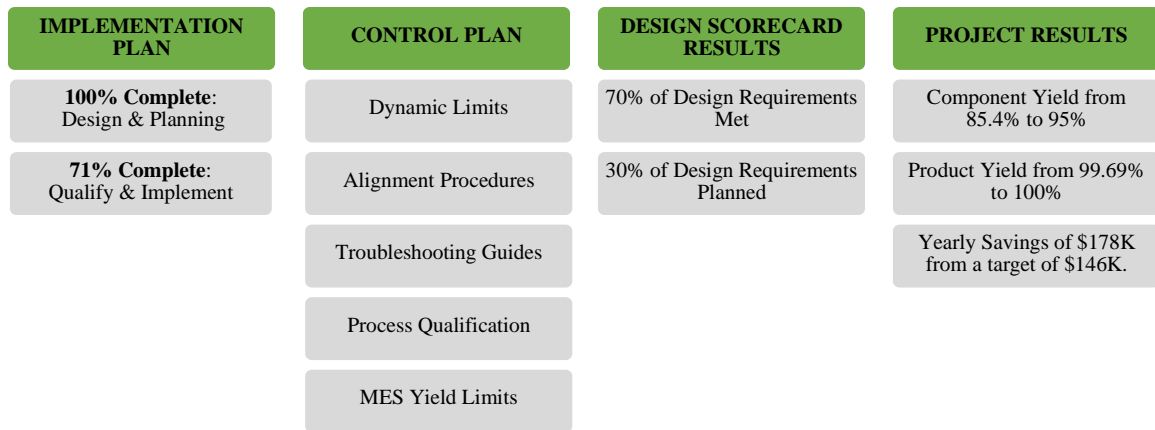 IMPLEMENTATION
PLAN
100% Complete:
Design & Planning
71% Complete:
Qualify & Implement
CONTROL PLAN
Dynamic Limits
Alignment Procedures
Troubleshooting Guides
Process Qualification
MES Yield Limits
DESIGN SCORECARD
RESULTS
70% of Design Requirements
Met
30% of Design Requirements
Planned
PROJECT RESULTS
Component Yield from
85.4% to 95%
Product Yield from 99.69%
to 100%
Yearly Savings of $178K
from a target of $146K.